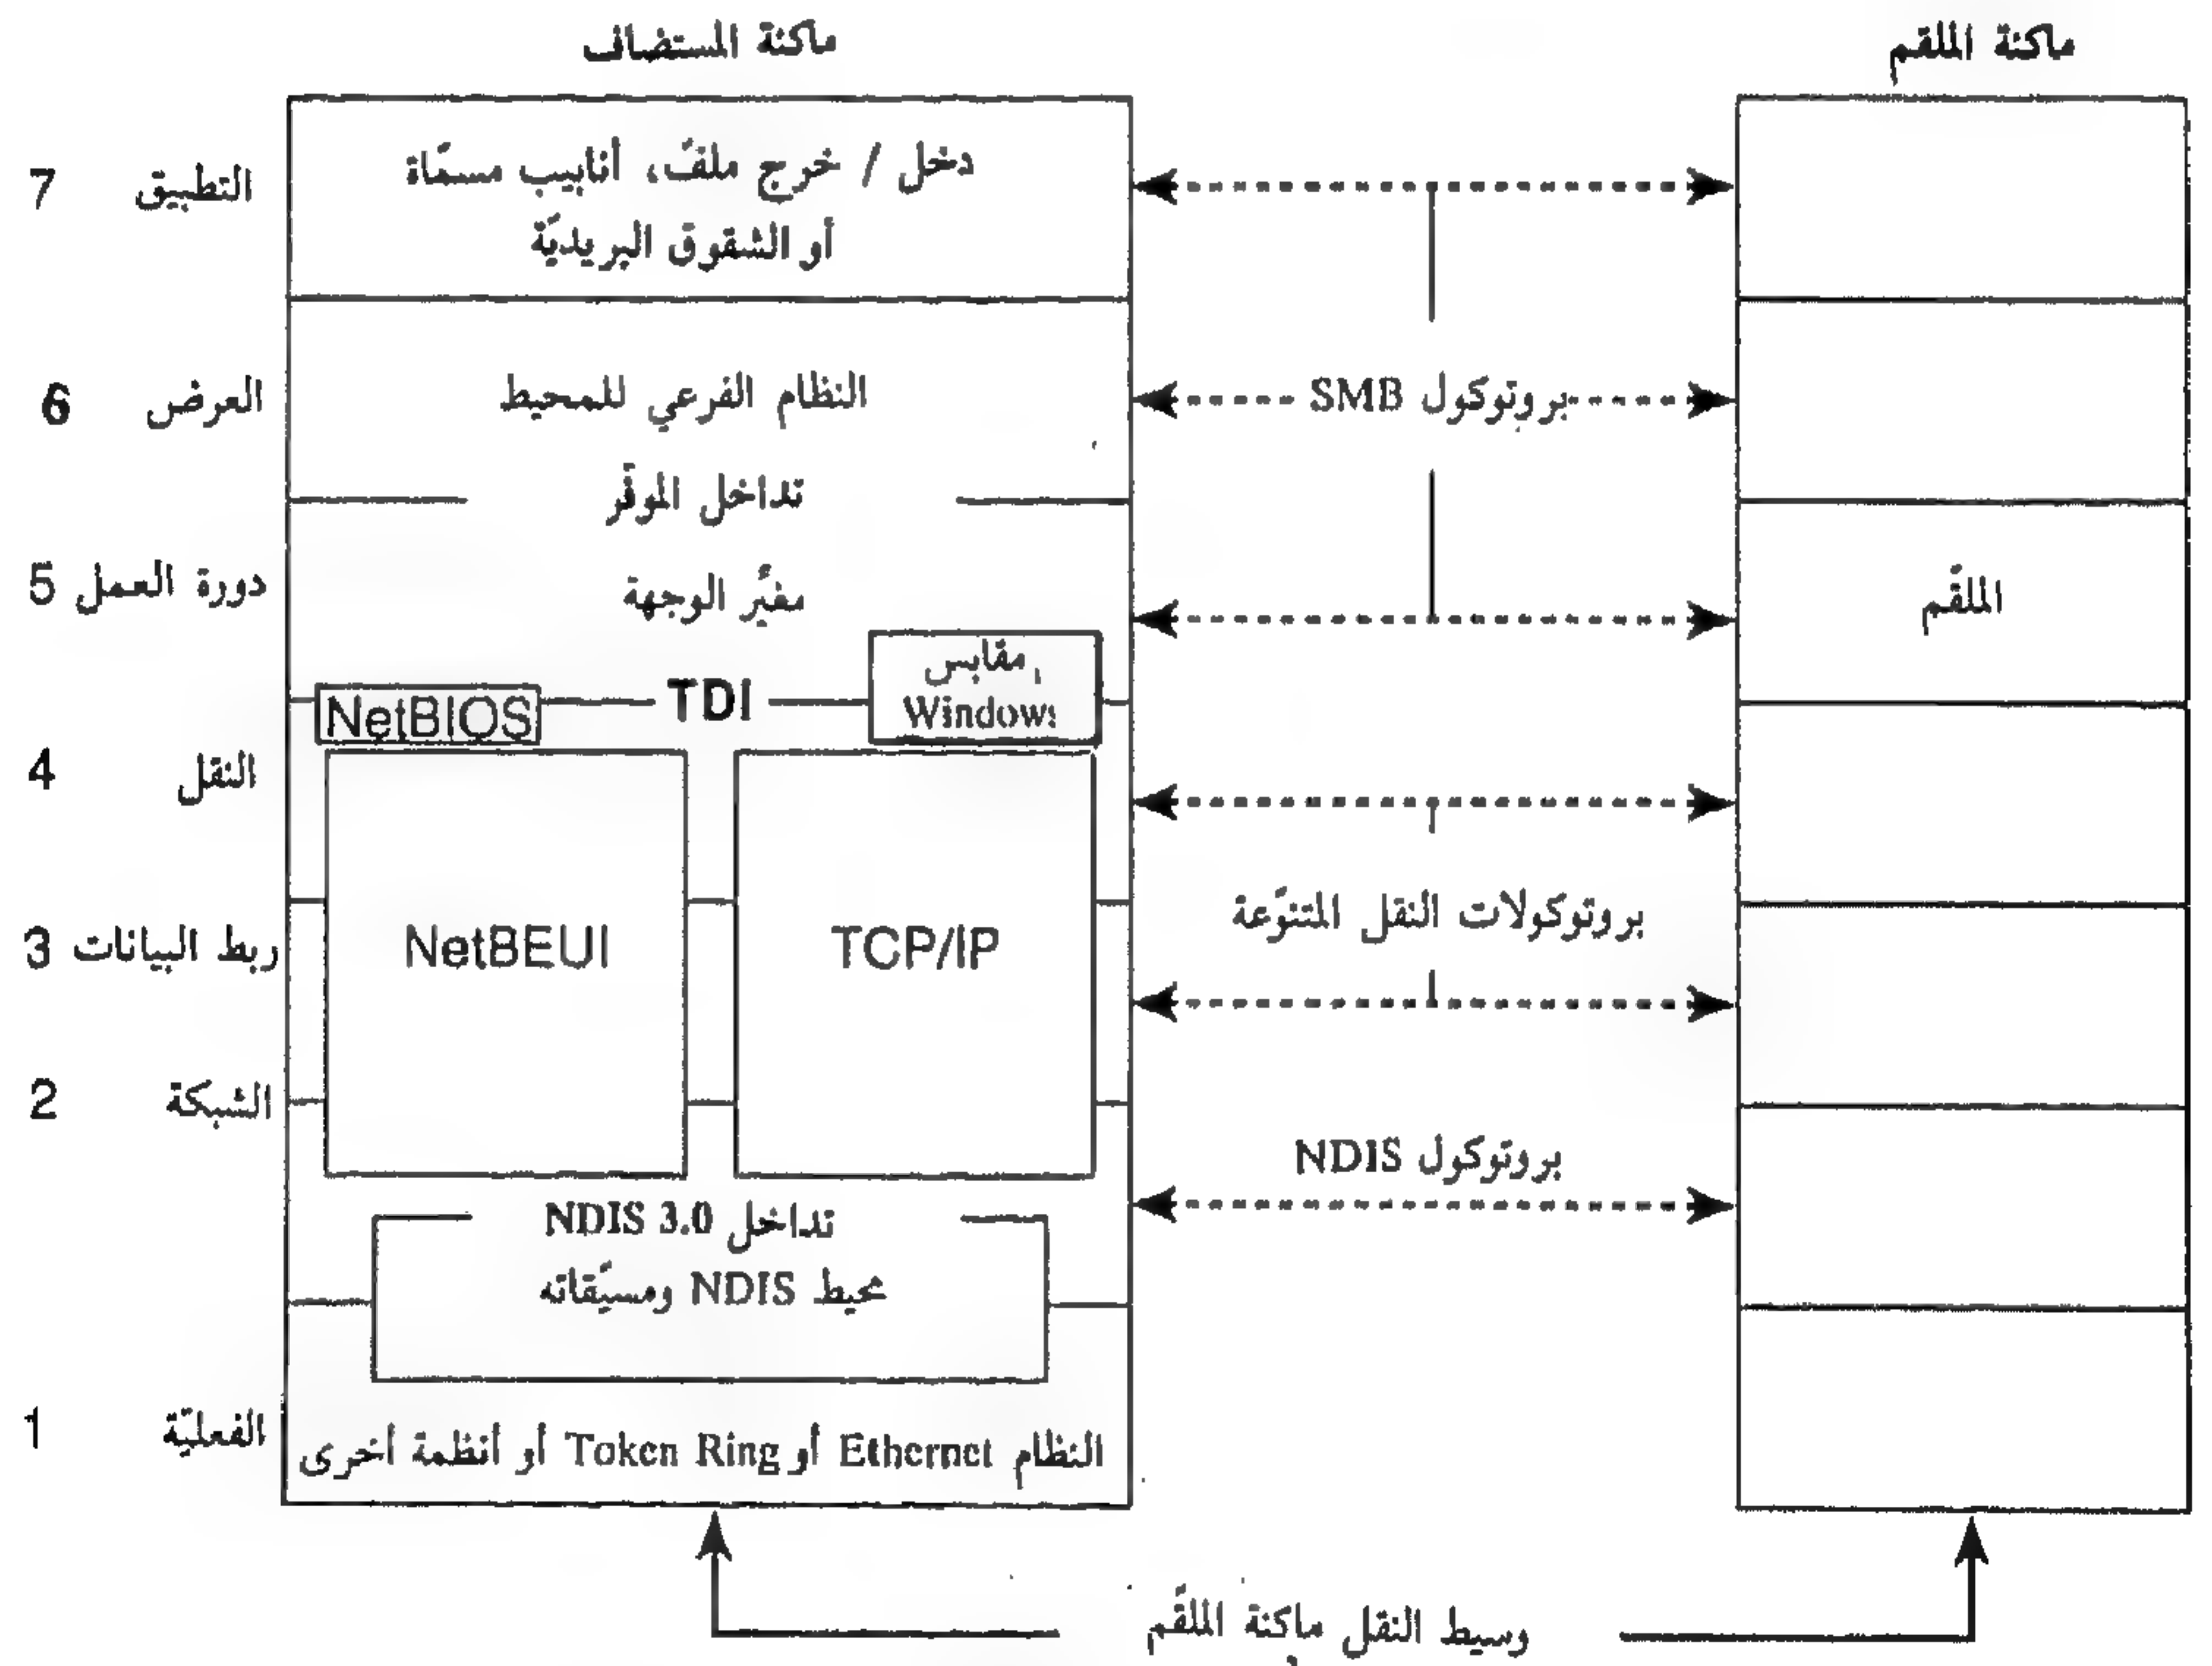 ماكنة المستضاف
ماكنة الملقم
7 التطبيق
دخل / خرج ملفّ، أنابيب مسمّاة
أو الشقوق البريديّة
6 العرض
النظام الفرعي للمحيط
بروتوكول SMB
تداخل الموفّر
5 دورة العمل
مغيّر الوجهة
الملقّم
NetBIOS
TDI
مقابس
Windows
4 النقل
بروتوكولات النقل المتنوّعة
3 ربط البيانات
NetBEUI
TCP/IP
2 الشبكة
بروتوكول NDIS
تداخل NDIS 3.0
محيط NDIS ومسيّقاته
1 الفعليّة
النظام Ethernet أو Token Ring أو أنظمة أخرى
وسيط النقل ماكنة الملقّم